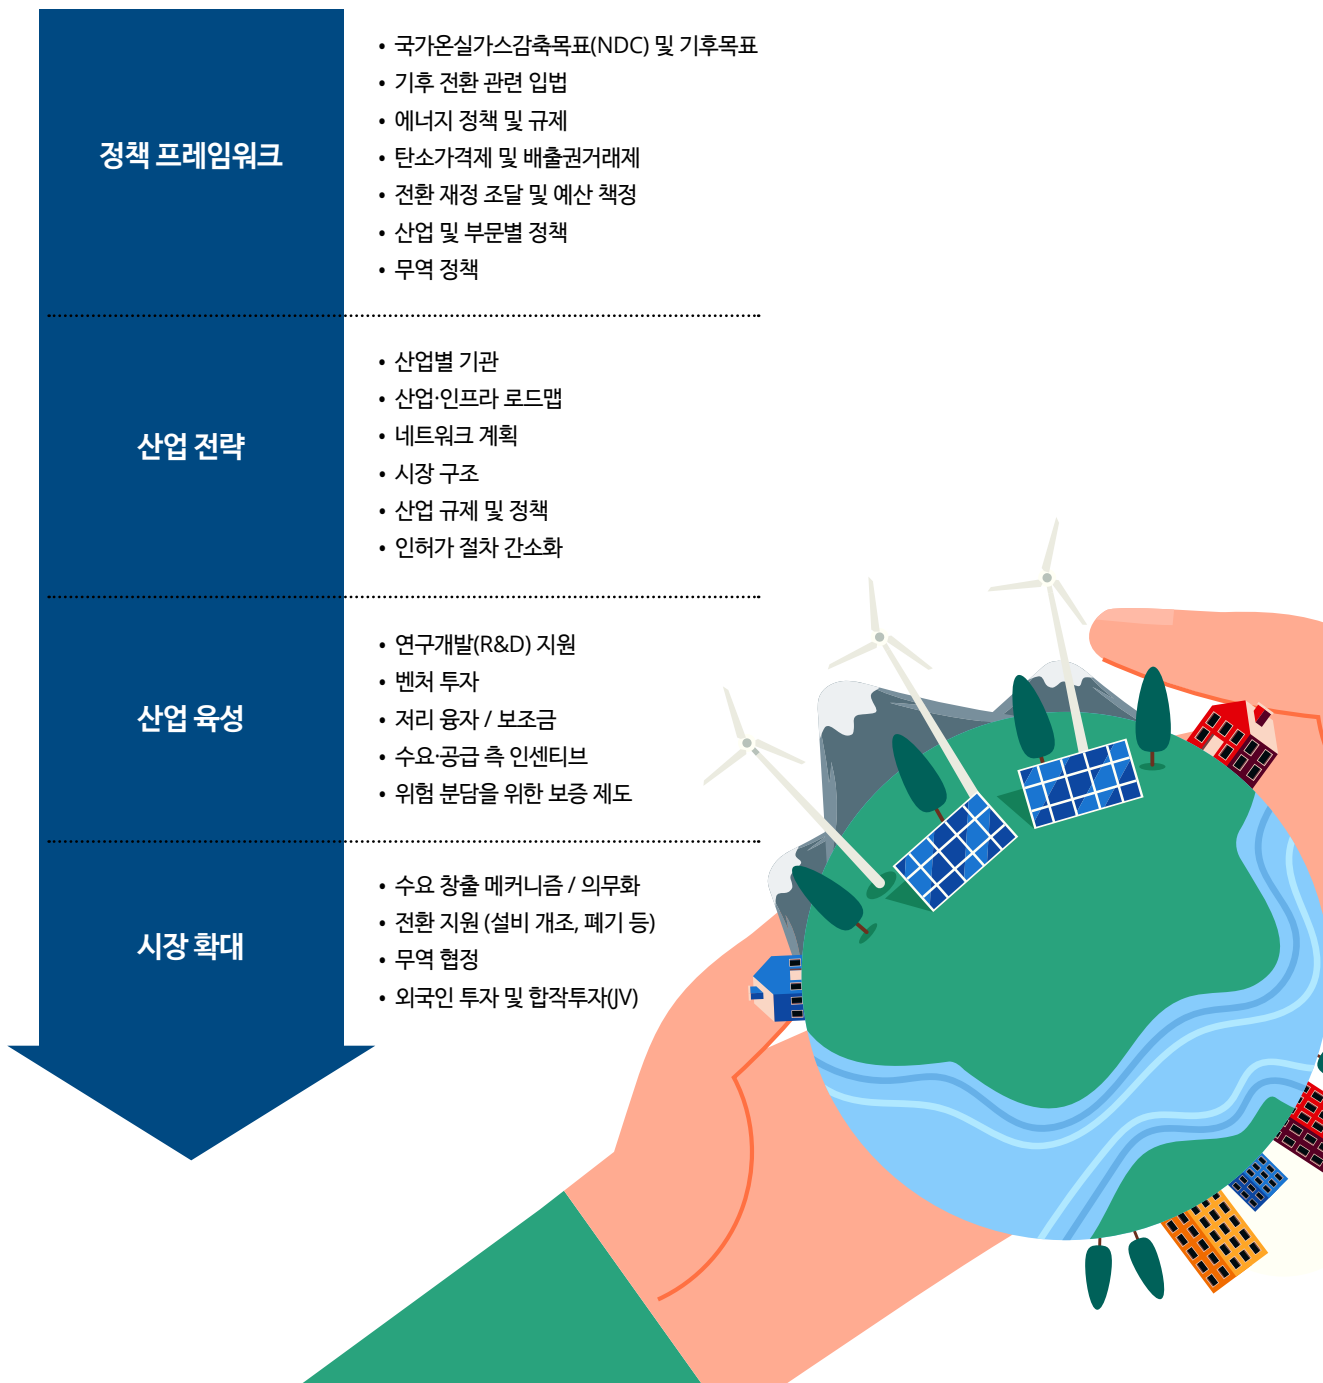 정책 프레임워크
• 국가온실가스감축목표(NDC) 및 기후목표
• 기후 전환 관련 입법
• 에너지 정책 및 규제
• 탄소가격제 및 배출권거래제
• 전환 재정 조달 및 예산 책정
• 산업 및 부문별 정책
• 무역 정책
산업 전략
• 산업별 기관
• 산업·인프라 로드맵
• 네트워크 계획
• 시장 구조
• 산업 규제 및 정책
• 인허가 절차 간소화
산업 육성
• 연구개발(R&D) 지원
• 벤처 투자
• 저리 융자 / 보조금
• 수요·공급 측 인센티브
• 위험 분담을 위한 보증 제도
시장 확대
• 수요 창출 메커니즘 / 의무화
• 전환 지원 (설비 개조, 폐기 등)
• 무역 협정
• 외국인 투자 및 합작투자(JV)